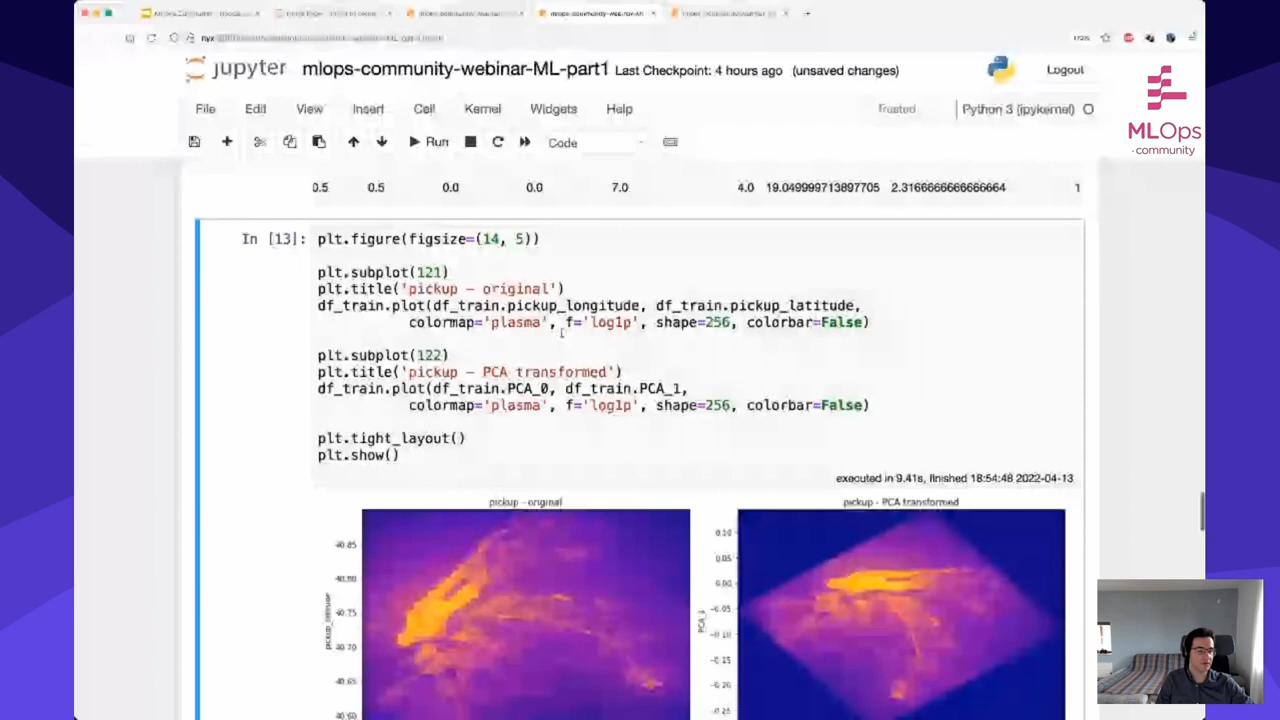 jupyter mlops-community-webinar-ML-part1 Last Checkpoint: 4 hours ago (unsaved changes) Logout
File Edit View Insert Cell Kernel Widgets Help Trusted Python 3 (ipykernel)
Run Code
MLOps
community
0.5 0.5 0.0 0.0 7.0 4.0 19.049999713897705 2.3166666666666664 1
In [13]: plt.figure(figsize=(14, 5))
plt.subplot(121)
plt.title('pickup – original')
df_train.plot(df_train.pickup_longitude, df_train.pickup_latitude,
colormap='plasma', f='log1p', shape=256, colorbar=False)
plt.subplot(122)
plt.title('pickup – PCA transformed')
df_train.plot(df_train.PCA_0, df_train.PCA_1,
colormap='plasma', f='log1p', shape=256, colorbar=False)
plt.tight_layout()
plt.show()
executed in 9.41s, finished 18:54:48 2022-04-13
pickup - original
pickup - PCA transformed
40.85
40.80
40.75
40.70
40.65
40.60
pickup_latitude
0.10
0.05
0.00
-0.05
-0.10
-0.15
-0.20
-0.25
PCA_1